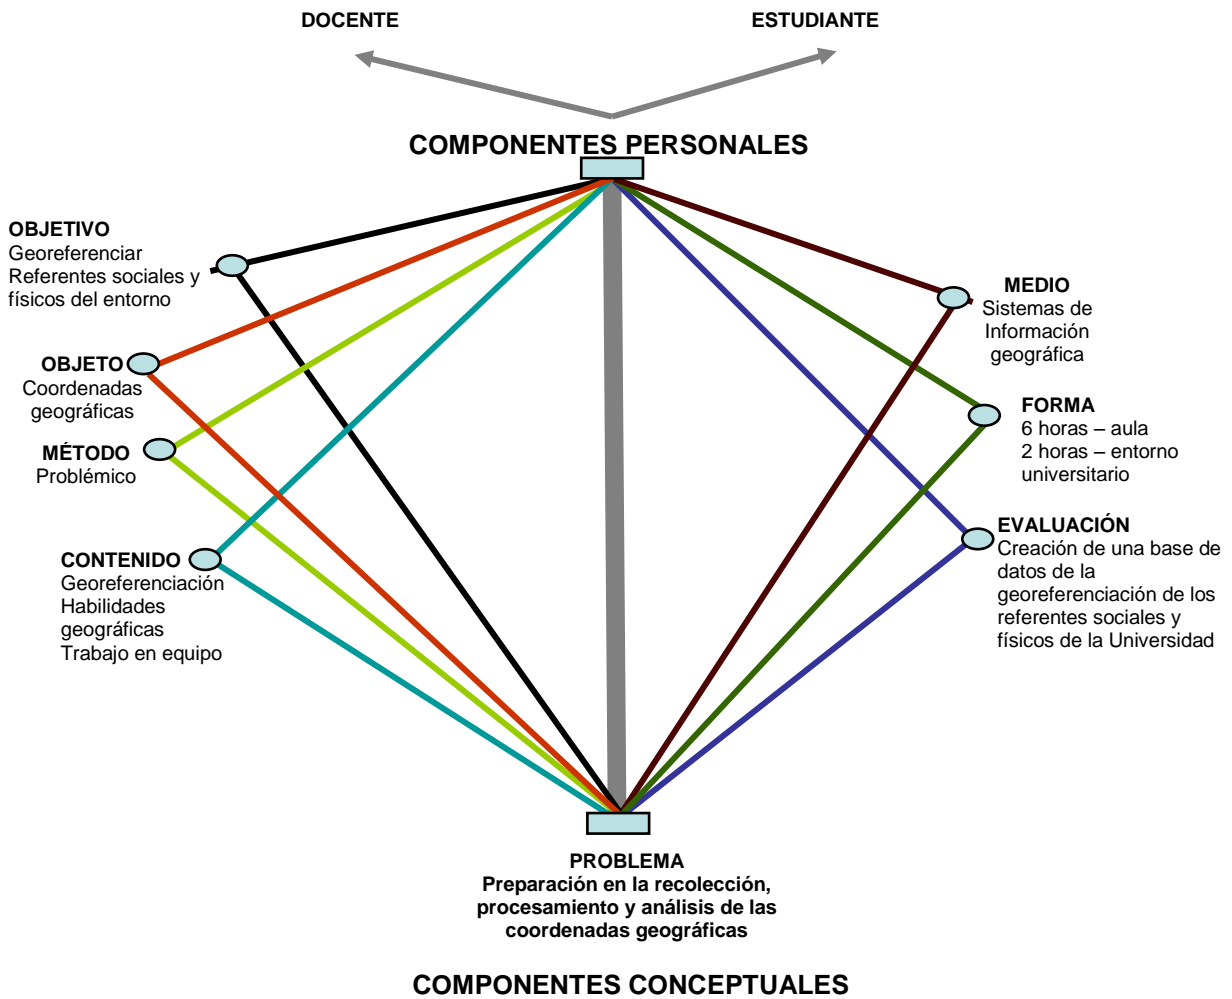 DOCENTE
ESTUDIANTE
COMPONENTES PERSONALES
OBJETIVO
Georeferenciar
Referentes sociales y
físicos del entorno
OBJETO
Coordenadas
geográficas
MÉTODO
Problémico
CONTENIDO
Georeferenciación
Habilidades
geográficas
Trabajo en equipo
MEDIO
Sistemas de
Información
geográfica
FORMA
6 horas – aula
2 horas – entorno
universitario
EVALUACIÓN
Creación de una base de
datos de la
georeferenciación de los
referentes sociales y
físicos de la Universidad
PROBLEMA
Preparación en la recolección,
procesamiento y análisis de las
coordenadas geográficas
COMPONENTES CONCEPTUALES